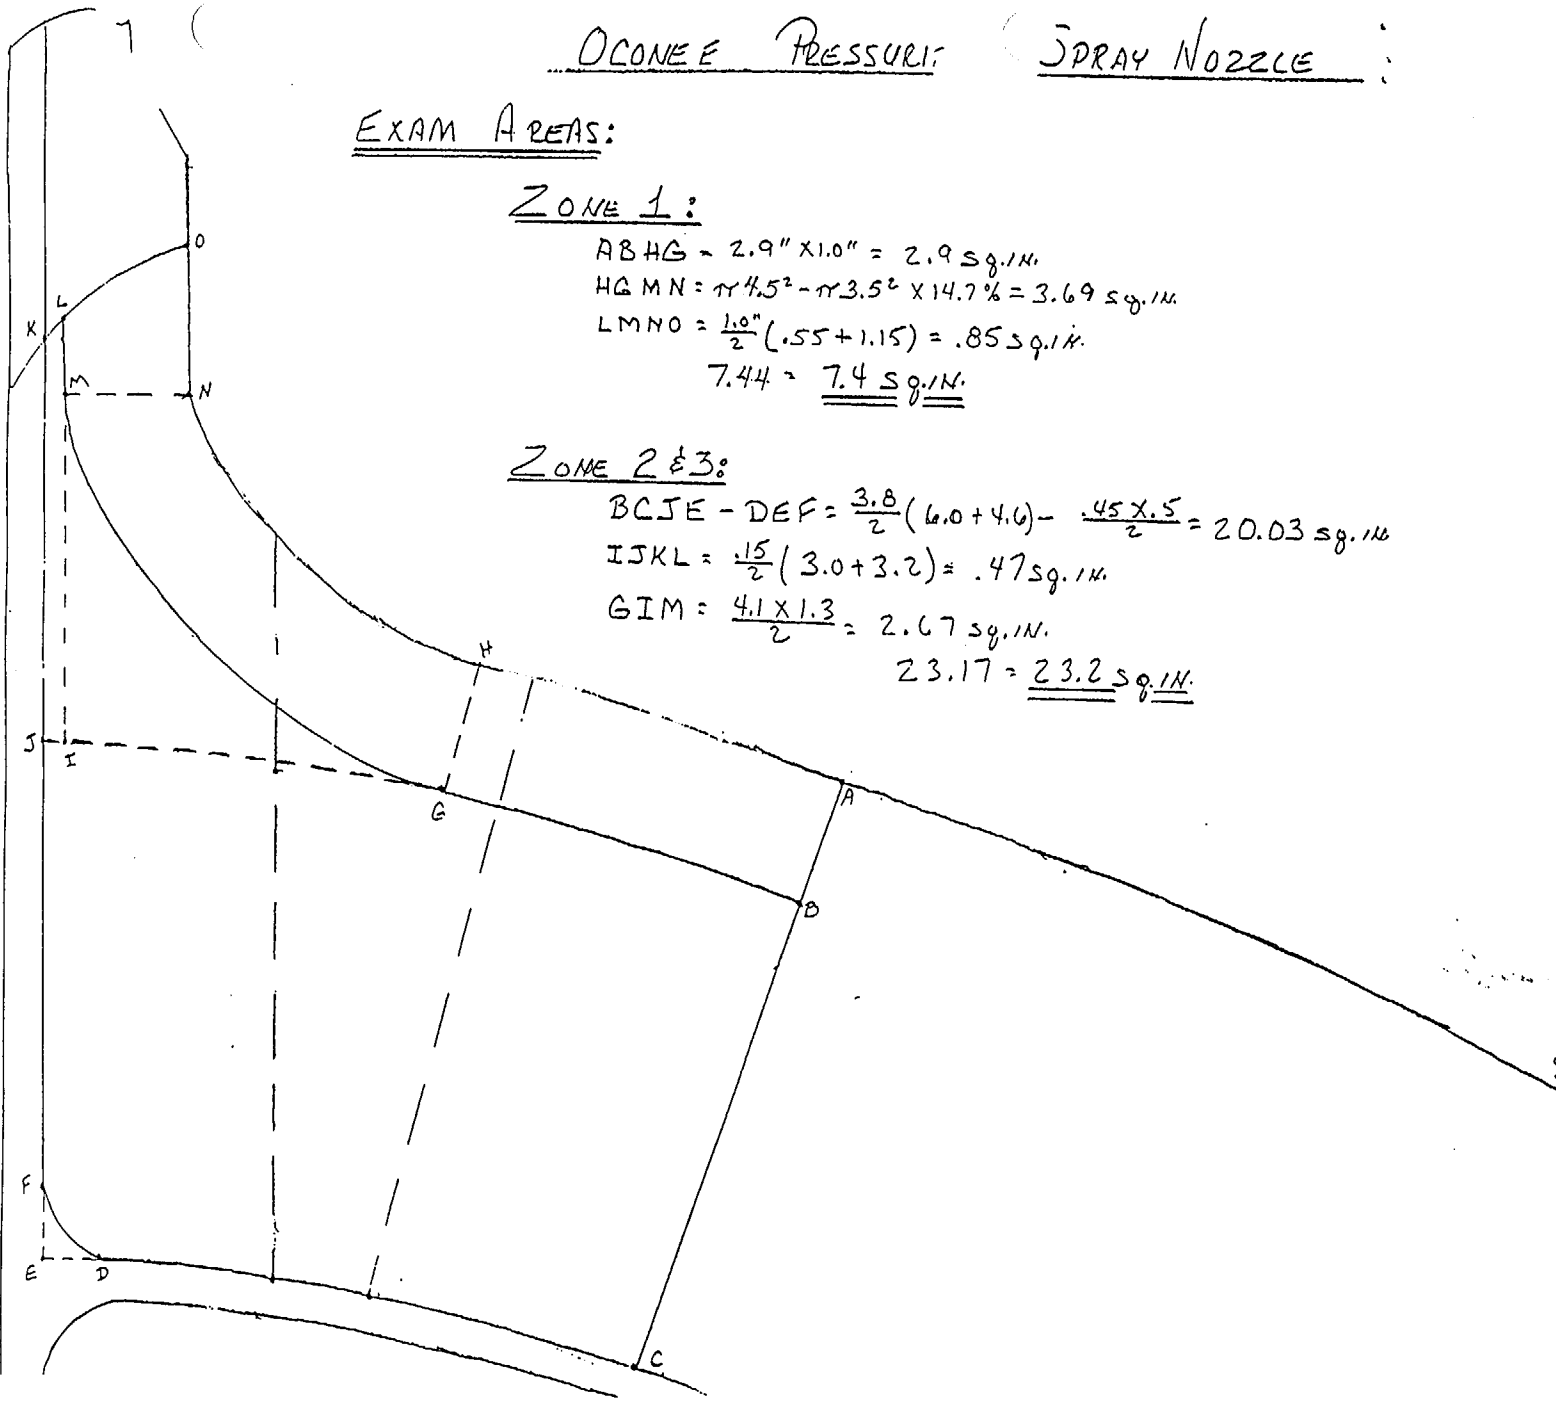 OCONEE PRESSURI: SPRAY NOZZLE
EXAM AREAS:
ZONE 1:
ABHG = 2.9" X1.0" = 2.9 Sq.IN.
HGMN = π4.5² - π3.5² X 14.7% = 3.69 Sq.IN.
LMNO = 1.0"/2 (.55 + 1.15) = .85 Sq.IN.
7.44 = 7.4 Sq.IN.
ZONE 2 & 3:
BCJE - DEF = 3.8/2 (6.0 + 4.6) - .45 X .5/2 = 20.03 Sq.IN
IJKL = .15/2 (3.0 + 3.2) = .47 Sq.IN.
GIM = 4.1 X 1.3/2 = 2.67 Sq.IN.
23.17 = 23.2 Sq.IN.
O
L
K
M
N
H
J
I
G
A
B
F
E
D
C